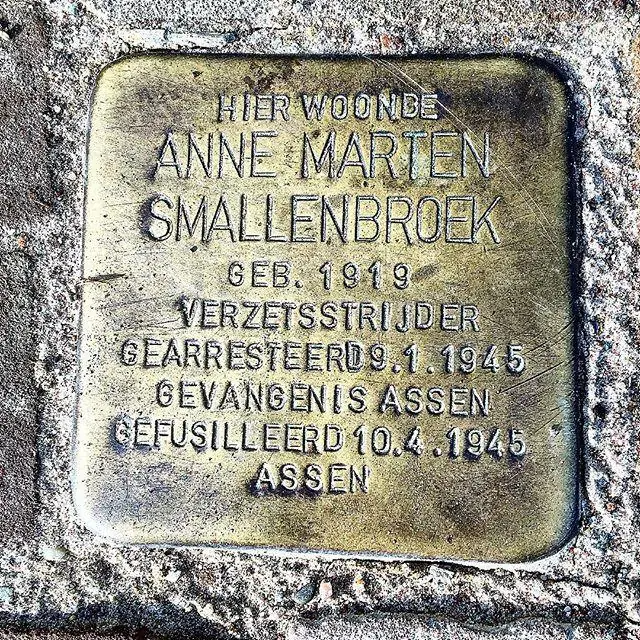 HIER WOONDE
ANNE MARTEN
SMALLENBROEK
GEB. 1919
VERZETSSTRIJDER
GEARRESTEERD 9.1.1945
GEVANGENIS ASSEN
GEFUSILLEERD 10.4.1945
ASSEN